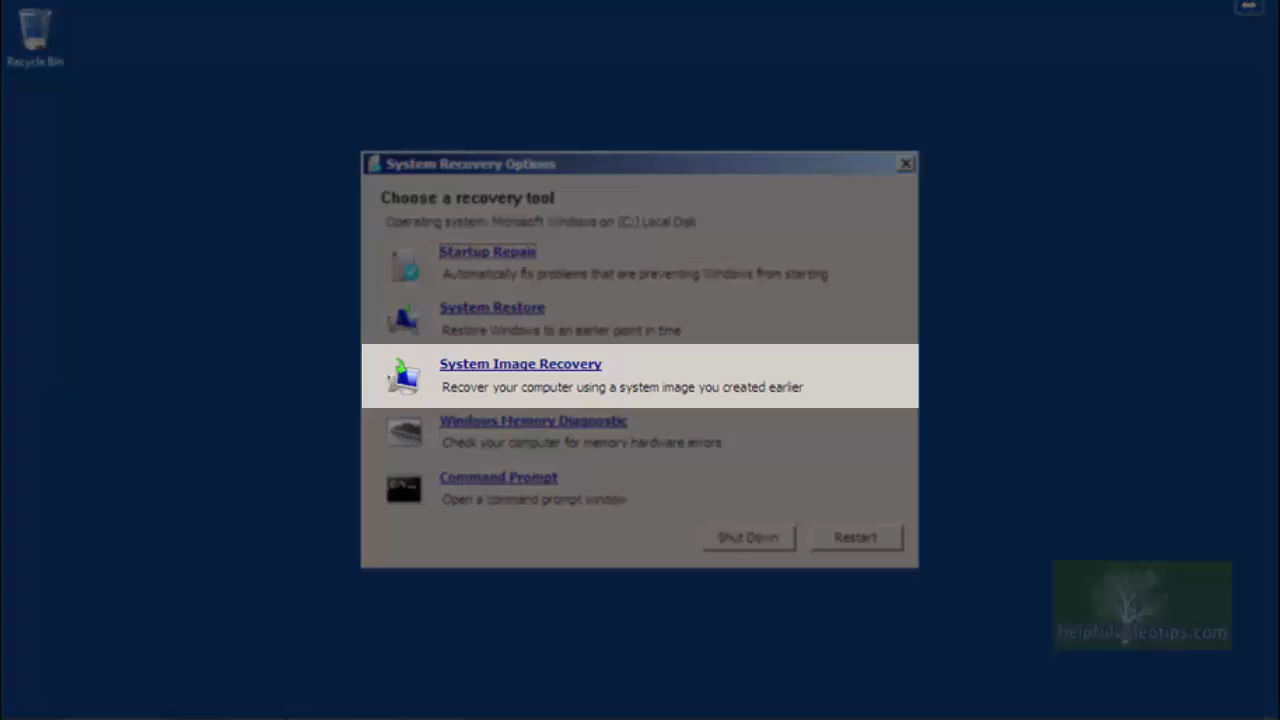 Recycle Bin
System Recovery Options
Choose a recovery tool
Operating system: Microsoft Windows on (C:) Local Disk
Startup Repair
Automatically fix problems that are preventing Windows from starting
System Restore
Restore Windows to an earlier point in time
System Image Recovery
Recover your computer using a system image you created earlier
Windows Memory Diagnostic
Check your computer for memory hardware errors
Command Prompt
Open a command prompt window
Shut Down
Restart
helpfulvideotips.com